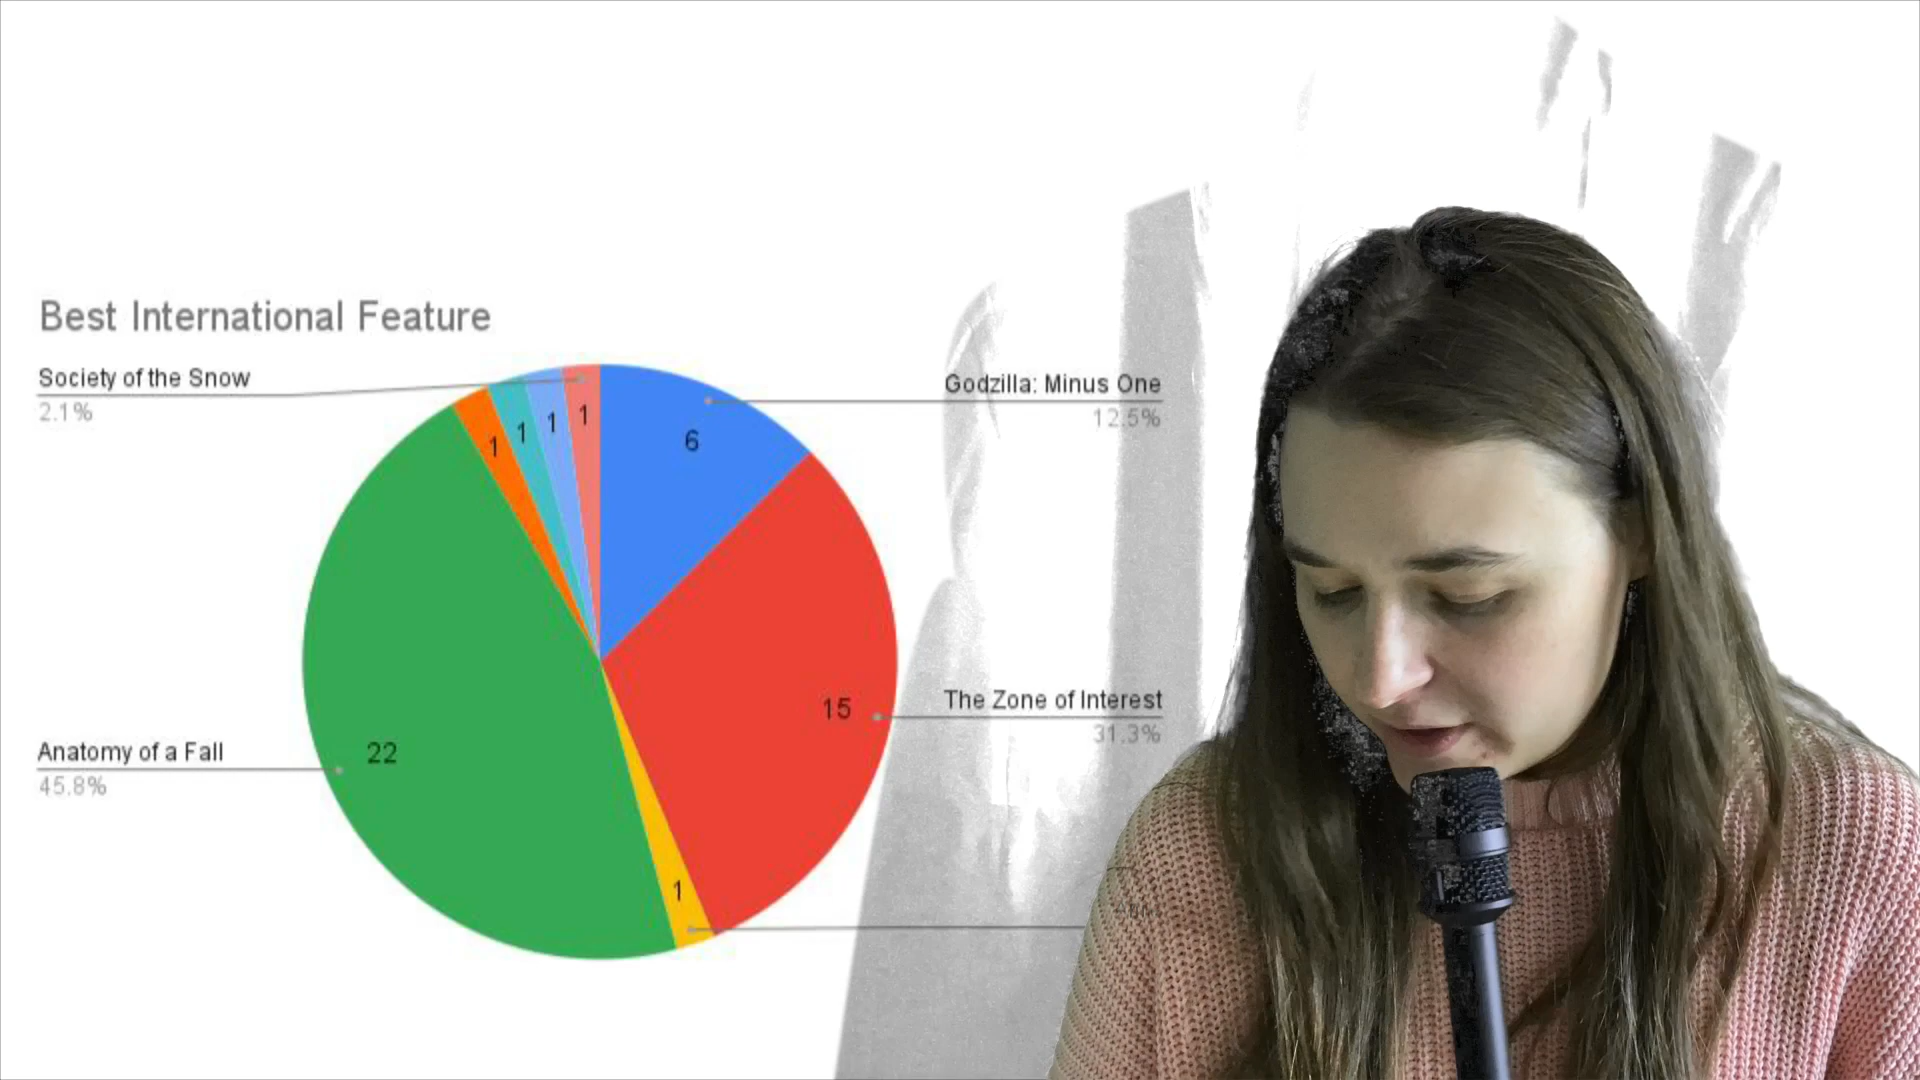 Best International Feature
Society of the Snow
2.1%
Godzilla: Minus One
12.5%
1
1
1
1
6
The Zone of Interest
31.3%
15
Anatomy of a Fall
45.8%
22
1